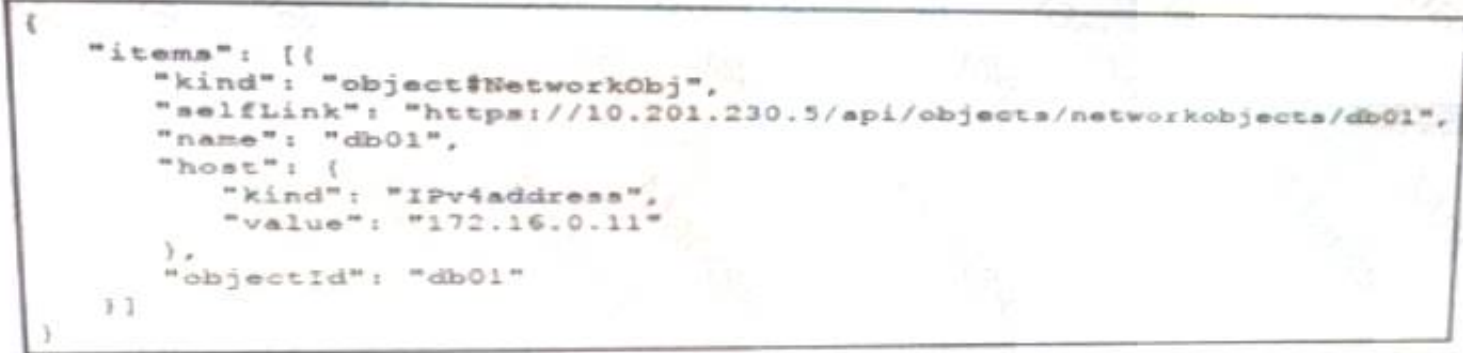 {
"items": [{
"kind": "object#NetworkObj",
"selfLink": "https://10.201.230.5/api/objects/networkobjects/db01",
"name": "db01",
"host": {
"kind": "IPv4address",
"value": "172.16.0.11"
},
"objectId": "db01"
}]
}